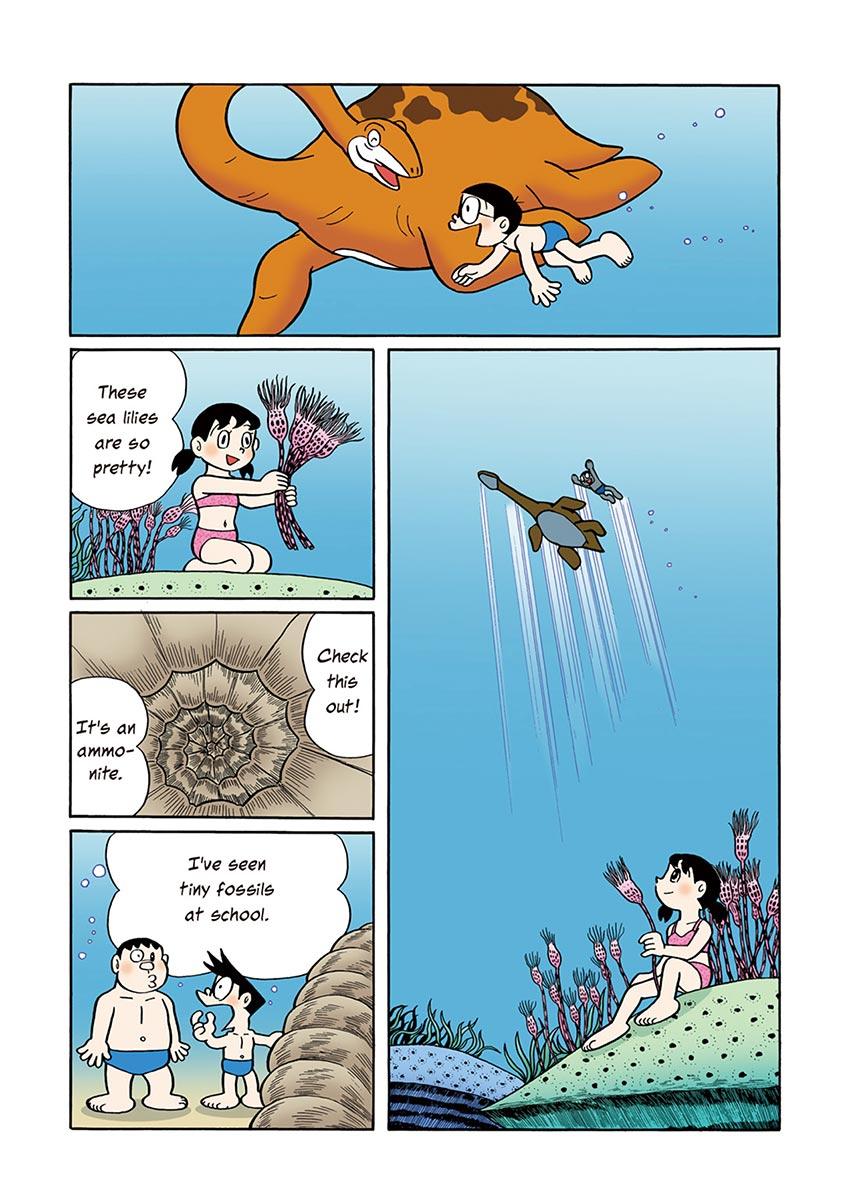 These
sea lilies
are so
pretty!
Check
this
out!
It's an
ammo-
nite.
I've seen
tiny fossils
at school.